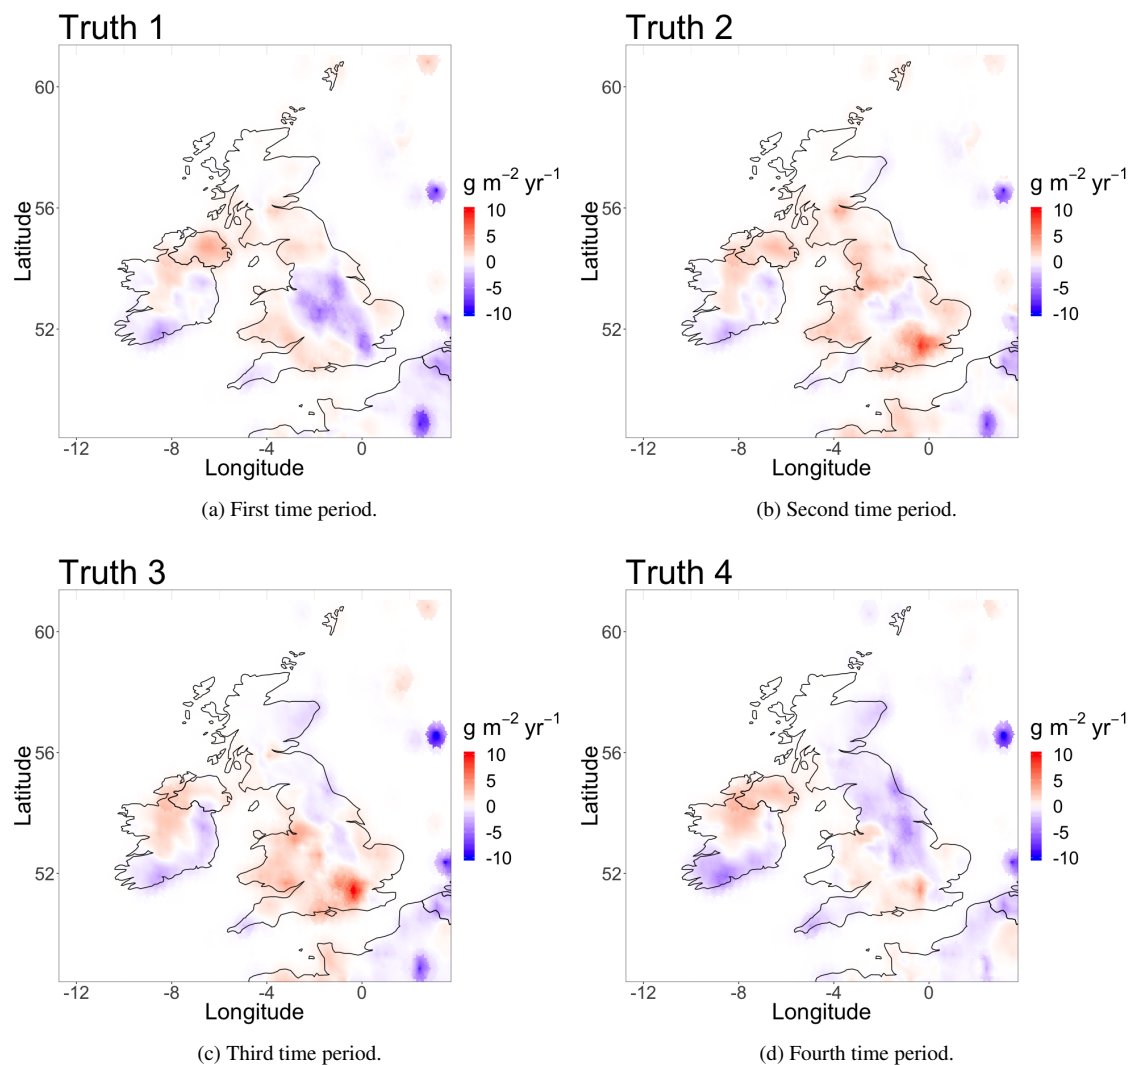 Truth 1
Truth 2
60
56
52
Latitude
-12
-8
-4
0
Longitude
g m−2 yr−1
10
5
0
-5
-10
60
56
52
Latitude
-12
-8
-4
0
Longitude
g m−2 yr−1
10
5
0
-5
-10
(a) First time period.
(b) Second time period.
Truth 3
Truth 4
60
56
52
Latitude
-12
-8
-4
0
Longitude
g m−2 yr−1
10
5
0
-5
-10
60
56
52
Latitude
-12
-8
-4
0
Longitude
g m−2 yr−1
10
5
0
-5
-10
(c) Third time period.
(d) Fourth time period.